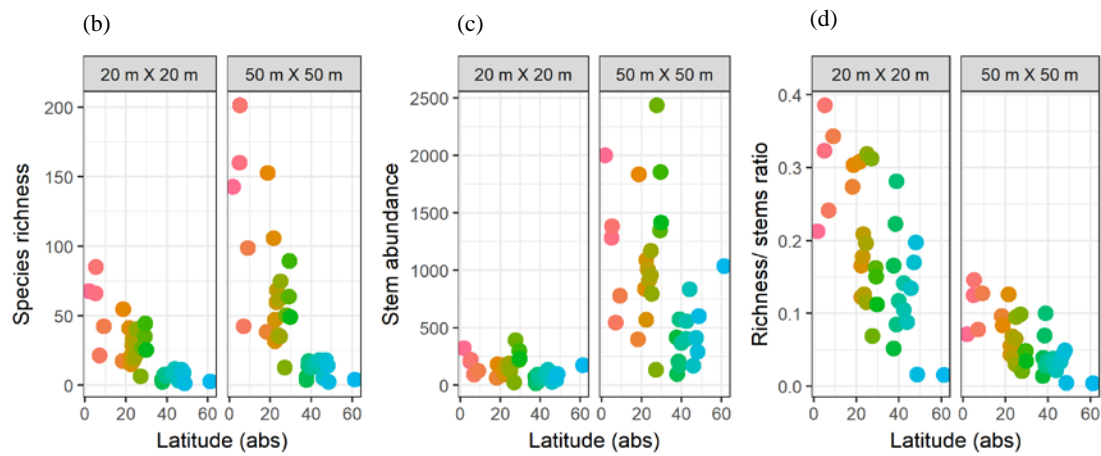 (b)
(c)
(d)
20 m X 20 m
50 m X 50 m
20 m X 20 m
50 m X 50 m
20 m X 20 m
50 m X 50 m
Species richness
200
150
100
50
0
0 20 40 60
0 20 40 60
Latitude (abs)
Stem abundance
2500
2000
1500
1000
500
0
0 20 40 60
0 20 40 60
Latitude (abs)
Richness/ stems ratio
0.4
0.3
0.2
0.1
0.0
0 20 40 60
0 20 40 60
Latitude (abs)